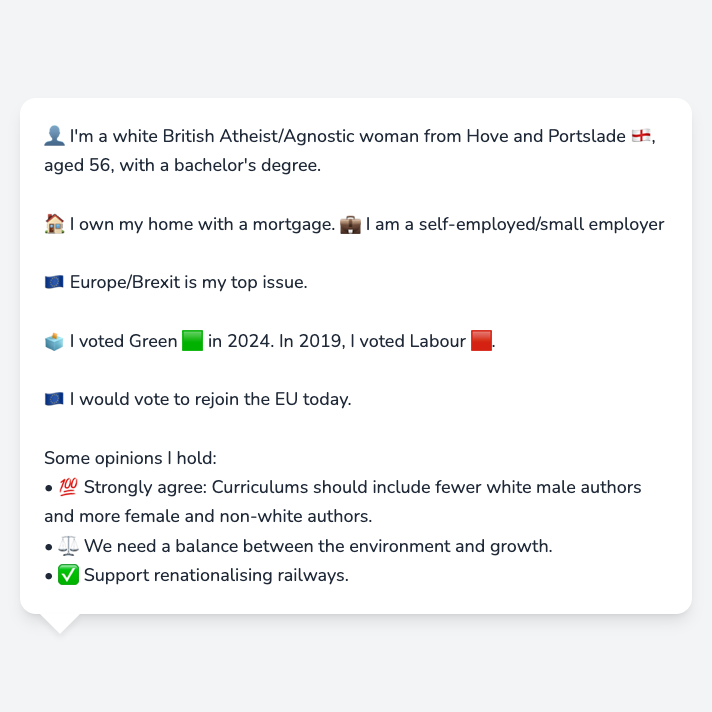 👤 I'm a white British Atheist/Agnostic woman from Hove and Portslade 🏴󠁧󠁢󠁥󠁮󠁧󠁿,
aged 56, with a bachelor's degree.
🏠 I own my home with a mortgage. 💼 I am a self-employed/small employer
🇪🇺 Europe/Brexit is my top issue.
🗳️ I voted Green 🟩 in 2024. In 2019, I voted Labour 🟥.
🇪🇺 I would vote to rejoin the EU today.
Some opinions I hold:
• 💯 Strongly agree: Curriculums should include fewer white male authors
and more female and non-white authors.
• ⚖️ We need a balance between the environment and growth.
• ✅ Support renationalising railways.